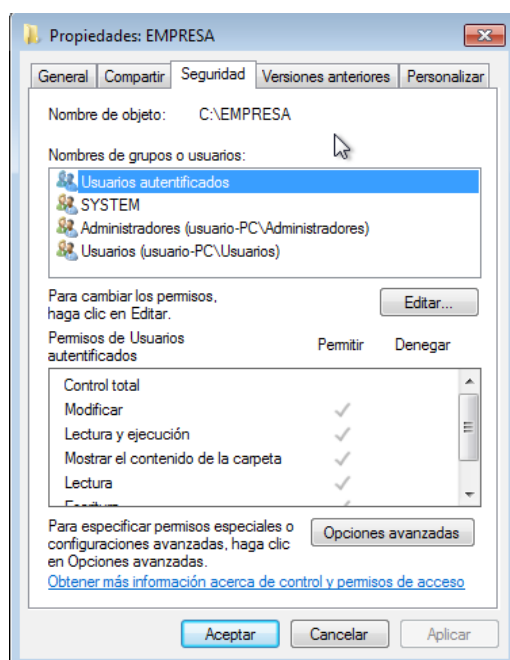 Propiedades: EMPRESA
General Compartir Seguridad Versiones anteriores Personalizar
Nombre de objeto: C:\EMPRESA
Nombres de grupos o usuarios:
Usuarios autentificados
SYSTEM
Administradores (usuario-PC\Administradores)
Usuarios (usuario-PC\Usuarios)
Para cambiar los permisos,
haga clic en Editar.
Editar...
Permisos de Usuarios
autentificados
Permitir Denegar
Control total
Modificar
Lectura y ejecución
Mostrar el contenido de la carpeta
Lectura
Escritura
Para especificar permisos especiales o
configuraciones avanzadas, haga clic
en Opciones avanzadas.
Opciones avanzadas
Obtener más información acerca de control y permisos de acceso
Aceptar Cancelar Aplicar